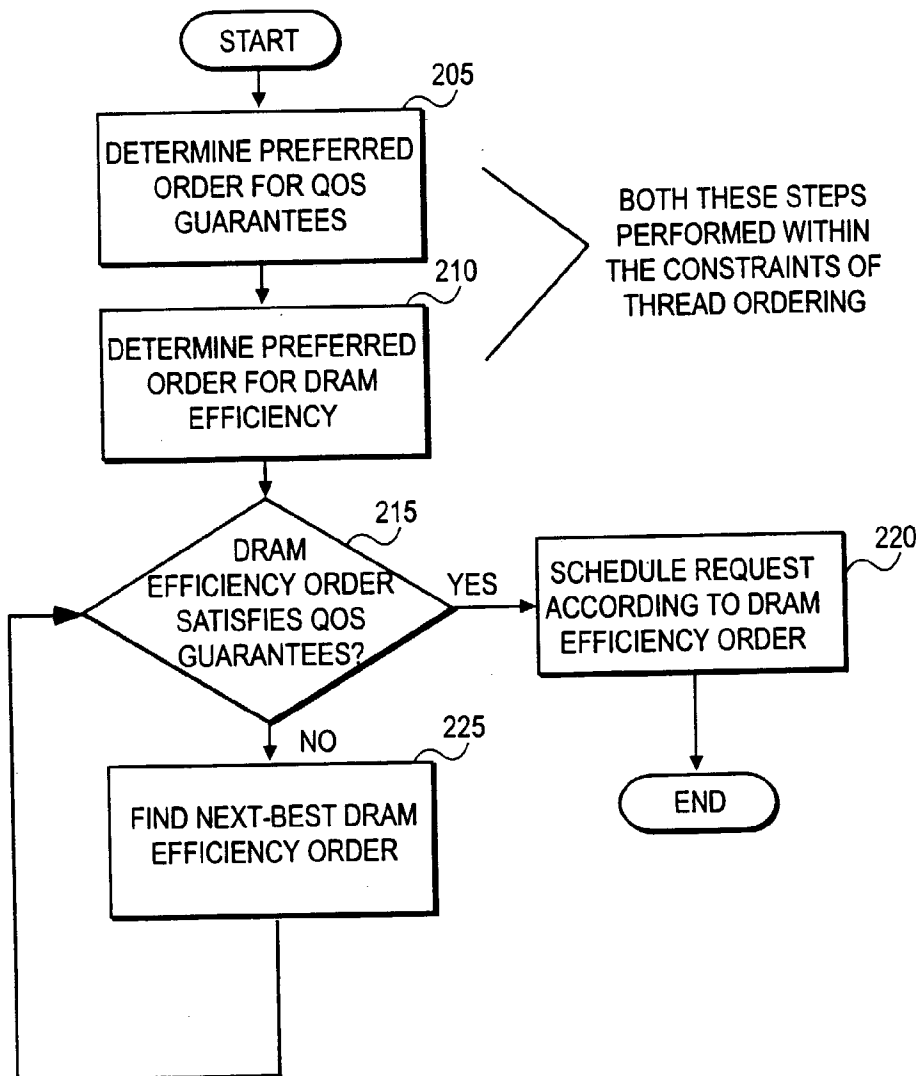 START
205
DETERMINE PREFERRED
ORDER FOR QOS
GUARANTEES
BOTH THESE STEPS
PERFORMED WITHIN
THE CONSTRAINTS OF
THREAD ORDERING
210
DETERMINE PREFERRED
ORDER FOR DRAM
EFFICIENCY
215
DRAM
EFFICIENCY ORDER
SATISFIES QOS
GUARANTEES?
YES
220
SCHEDULE REQUEST
ACCORDING TO DRAM
EFFICIENCY ORDER
NO
225
FIND NEXT-BEST DRAM
EFFICIENCY ORDER
END